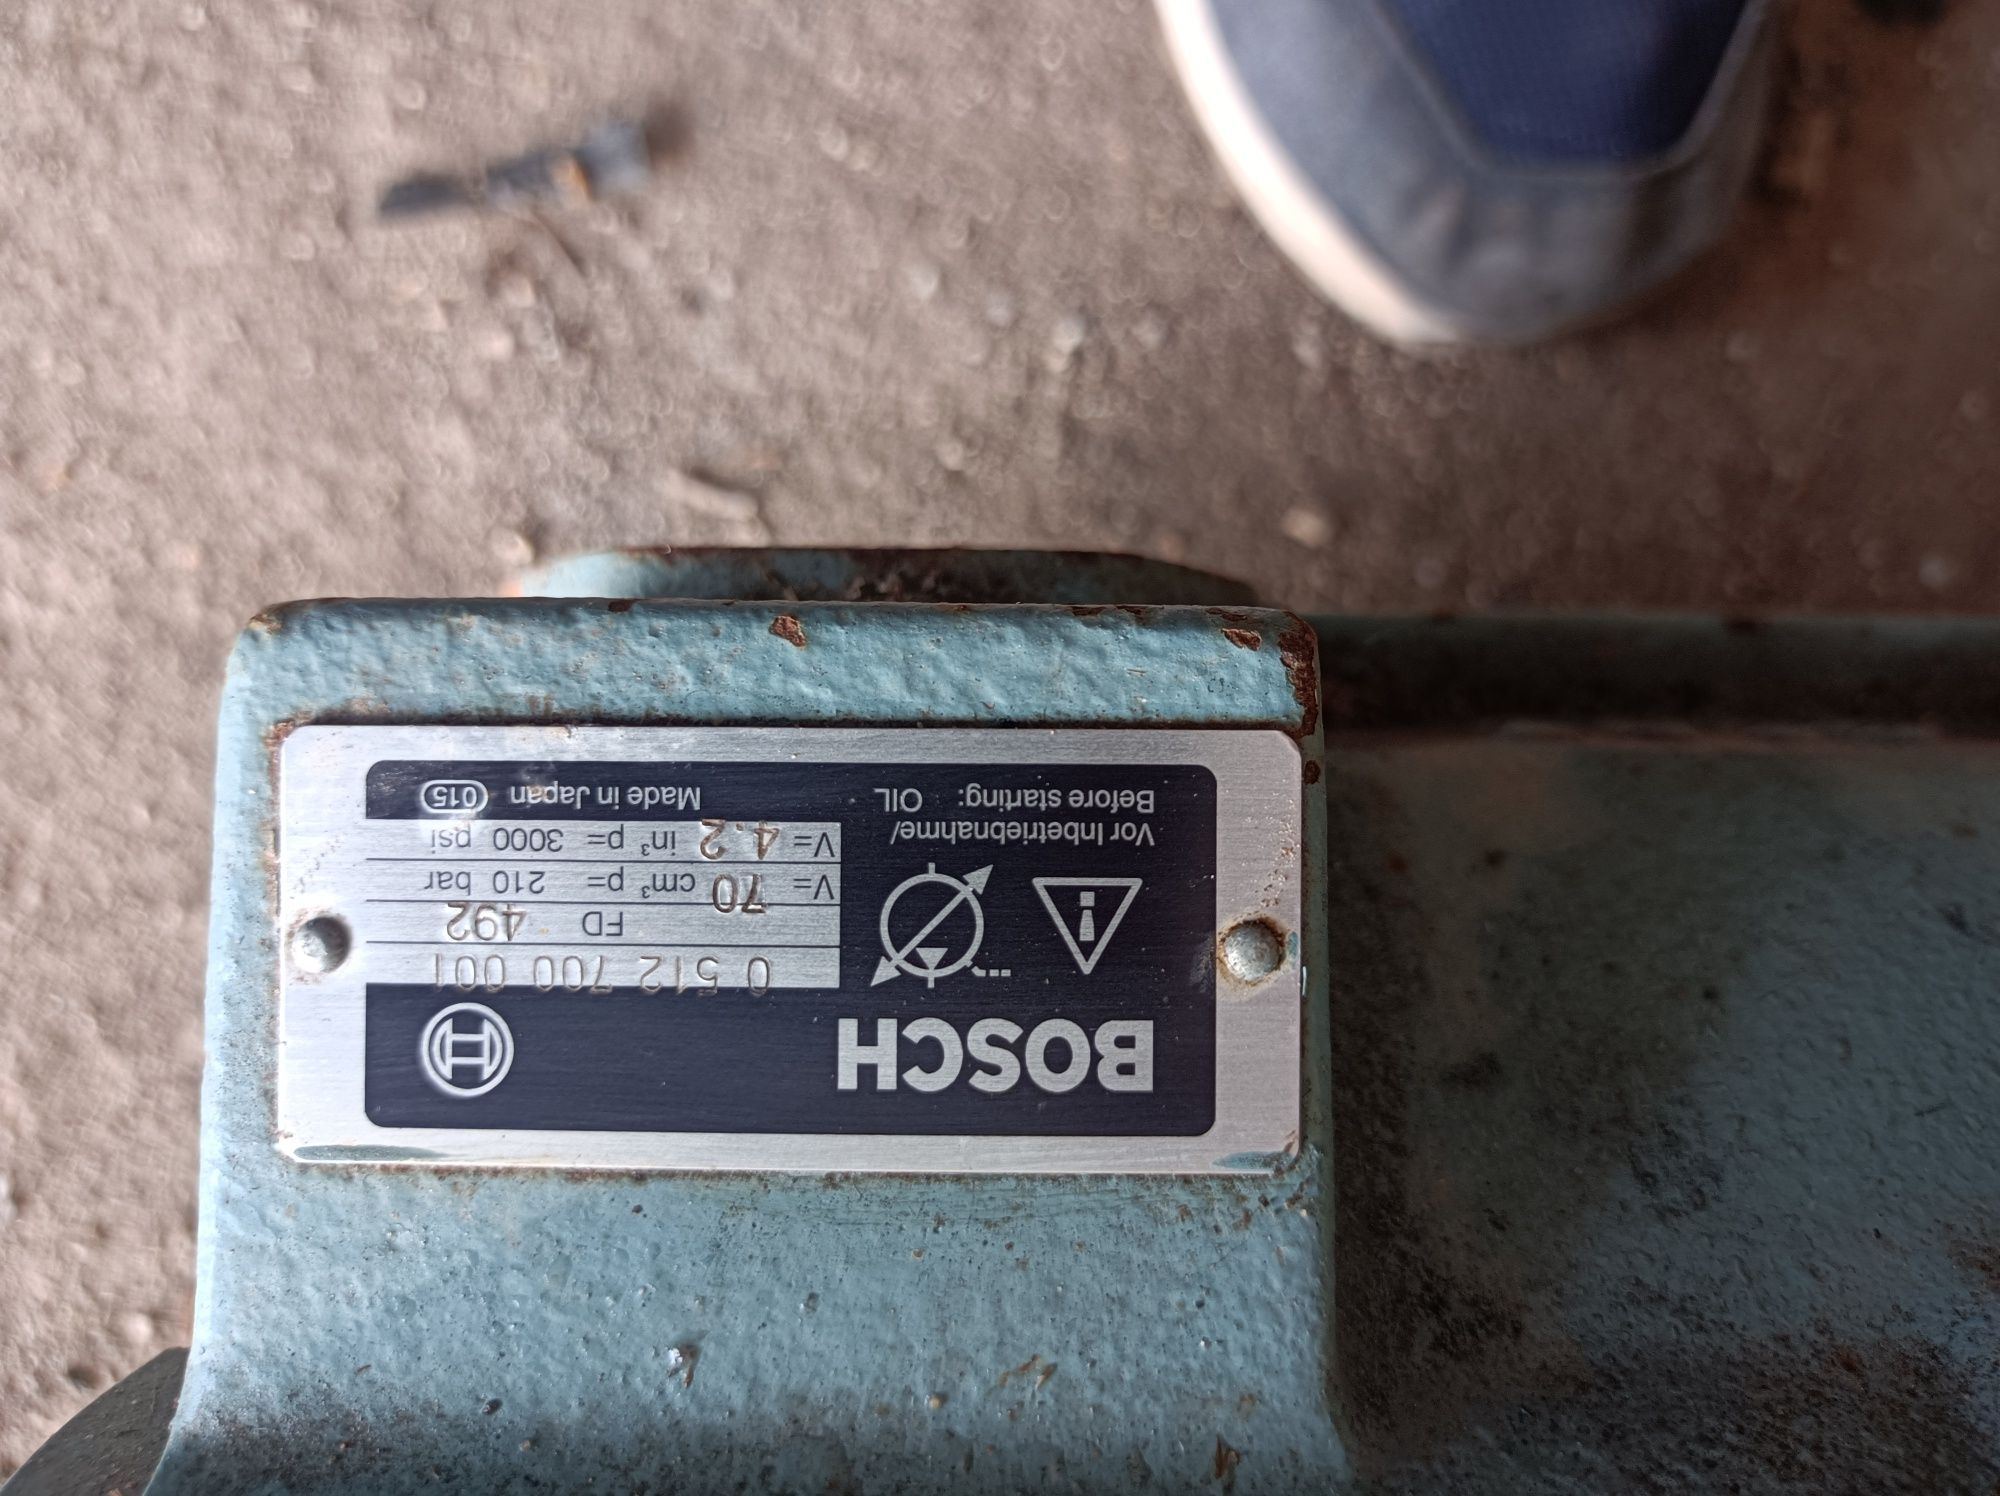 BOSCH
0 512 700 001
FD 492
V= 70 cm³ p= 210 bar
V= 4.2 in³ p= 3000 psi
Vor Inbetriebnahme/
Before starting: OIL
Made in Japan 015